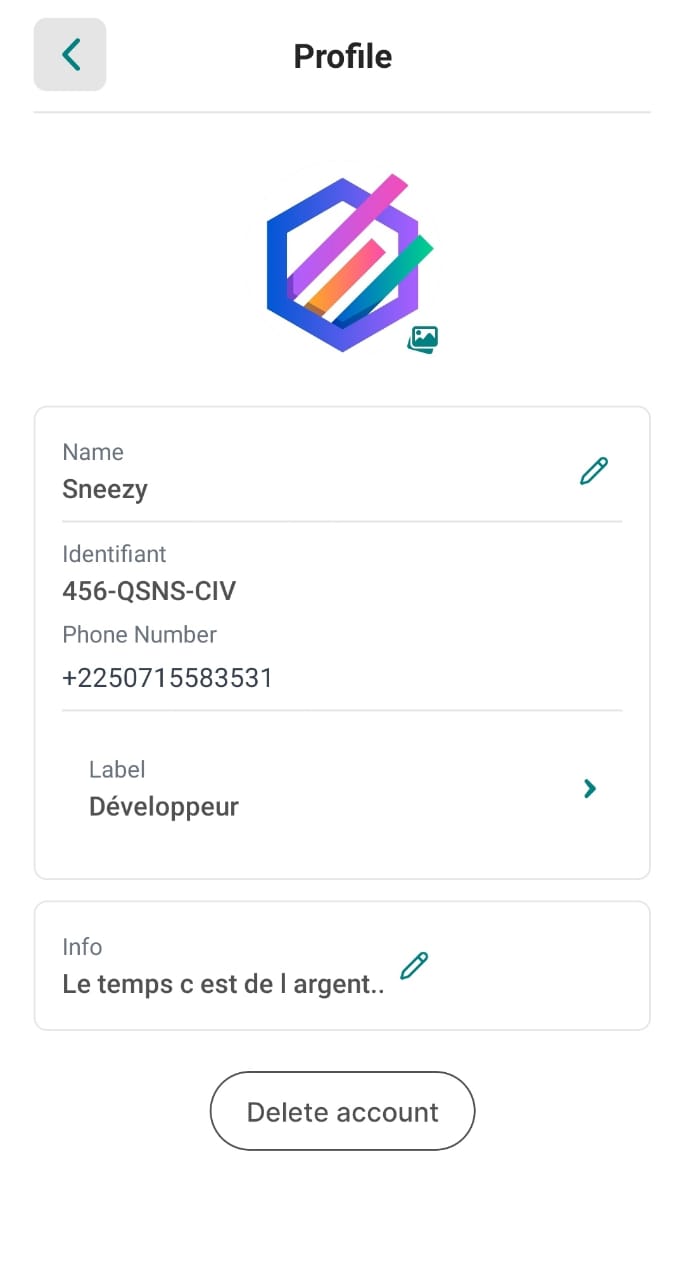 Profile
Name
Sneezy
Identifiant
456-QSNS-CIV
Phone Number
+2250715583531
Label
Développeur
Info
Le temps c est de l argent..
Delete account